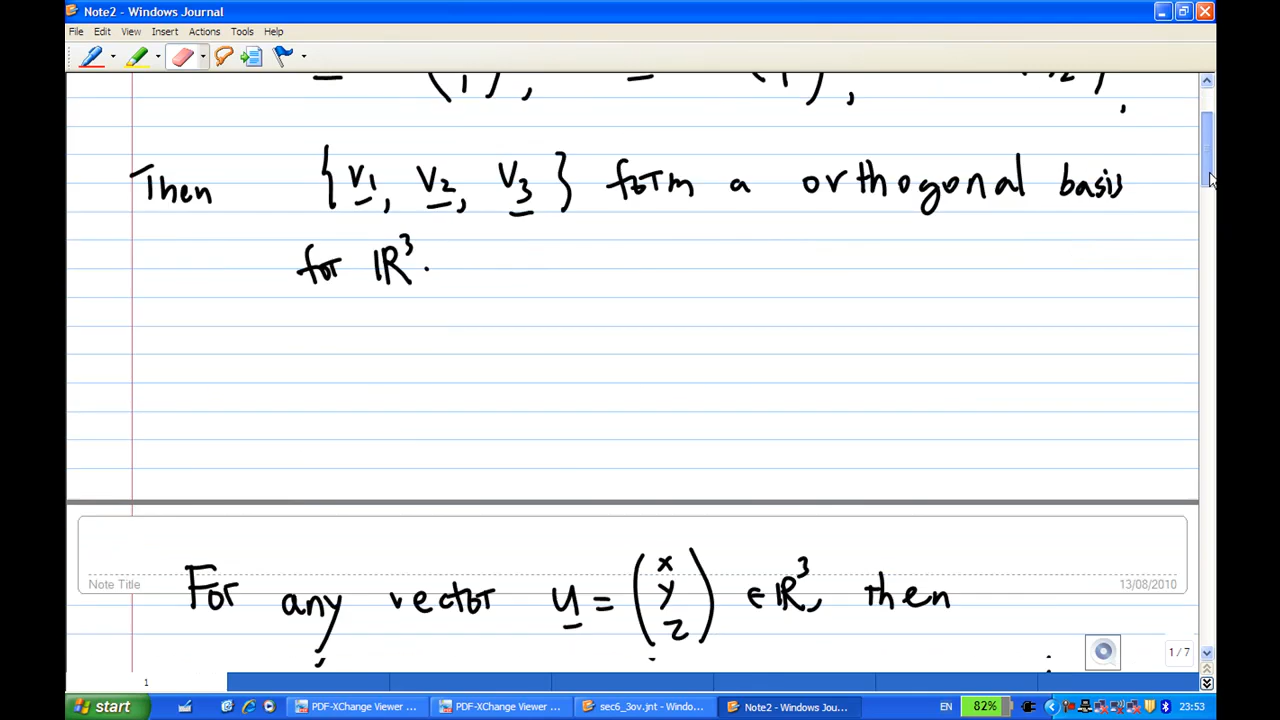 Note2 - Windows Journal
File Edit View Insert Actions Tools Help
Then {v1, v2, v3} form a orthogonal basis
for ℝ³.
Note Title 13/08/2010
For any vector u = (x y z) ∈ ℝ³, then
1 / 7
1
start PDF-XChange Viewer ... PDF-XChange Viewer ... sec6_3ov.jnt - Windo... Note2 - Windows Jour... EN 82% 23:53